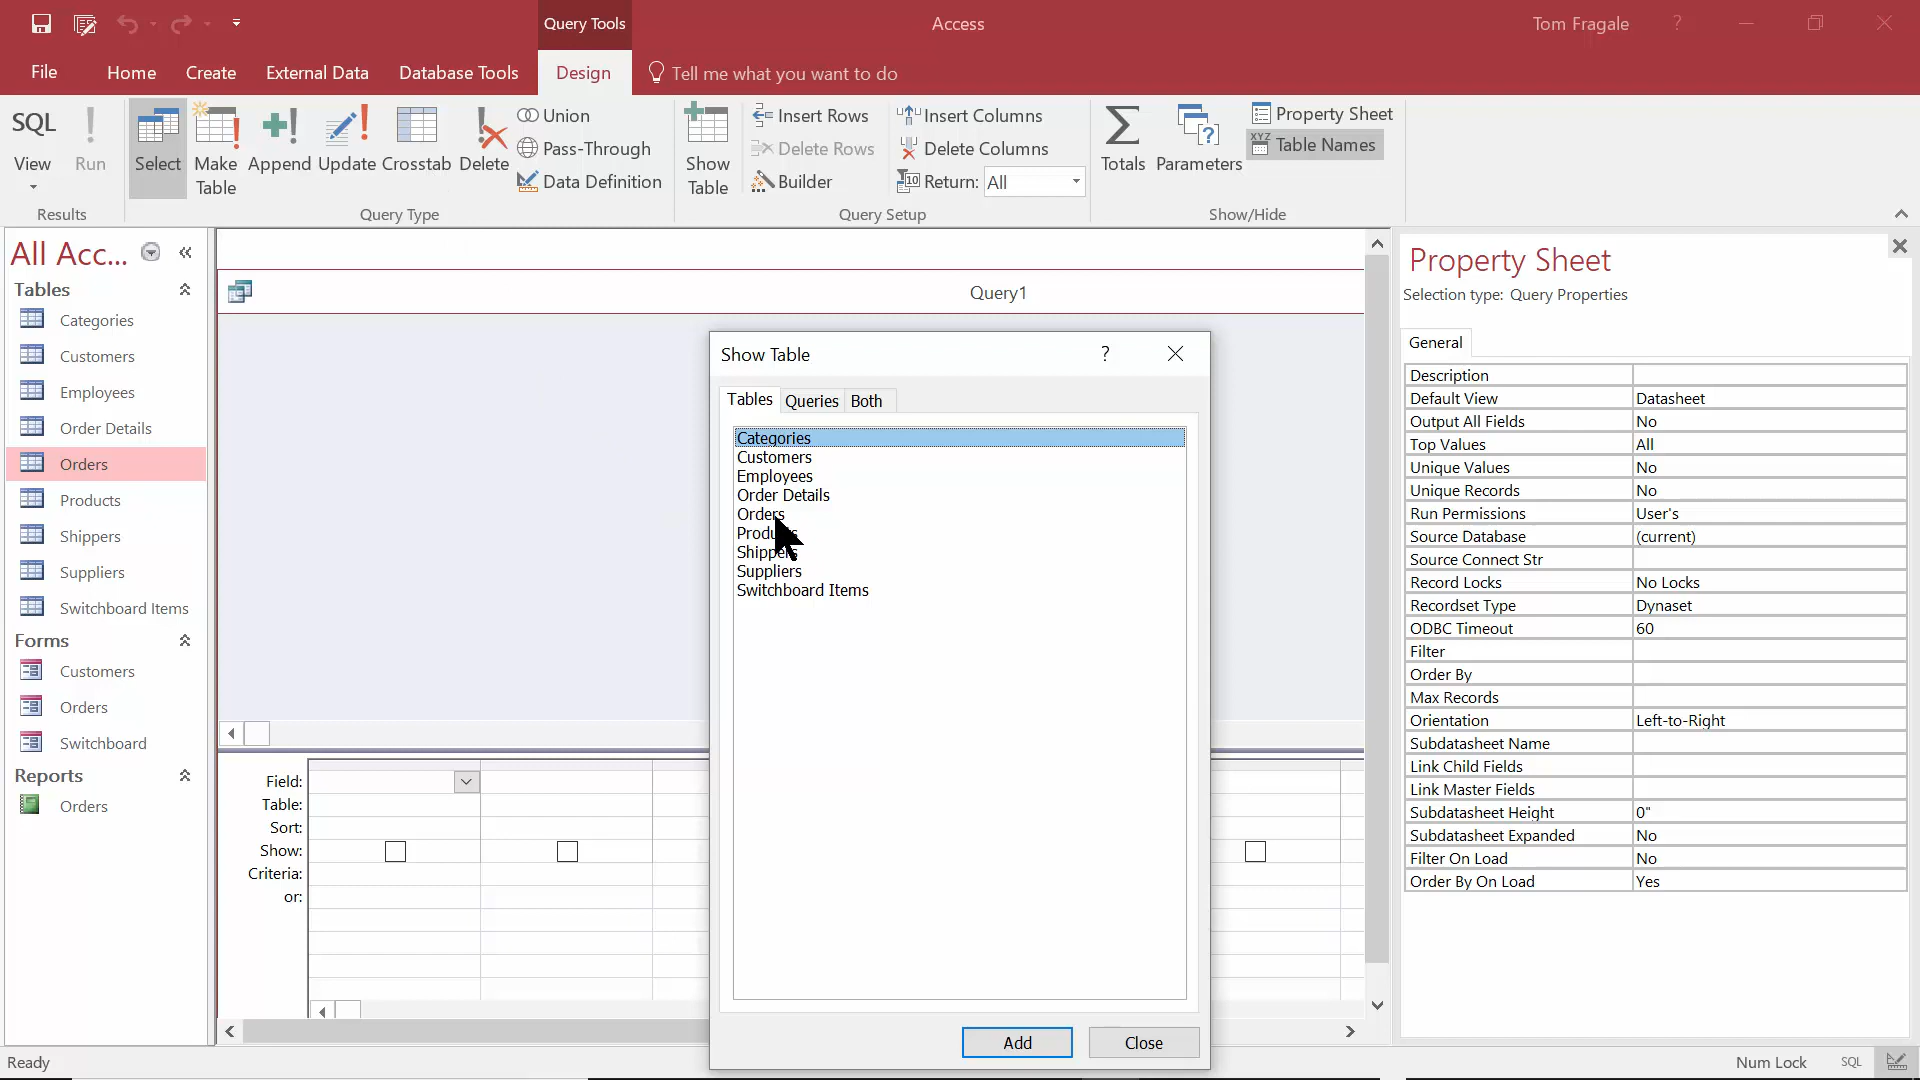 Query Tools
Access
Tom Fragale
?
File
Home
Create
External Data
Database Tools
Design
Tell me what you want to do
SQL
View
Run
Results
Select
Make
Table
Append
Update
Crosstab
Delete
Union
Pass-Through
Data Definition
Query Type
Show
Table
Insert Rows
Delete Rows
Builder
Insert Columns
Delete Columns
Return: All
Query Setup
Totals
Parameters
Property Sheet
Table Names
Show/Hide
All Acc...
Tables
Categories
Customers
Employees
Order Details
Orders
Products
Shippers
Suppliers
Switchboard Items
Forms
Customers
Orders
Switchboard
Reports
Orders
Query1
Show Table
?
Tables
Queries
Both
Categories
Customers
Employees
Order Details
Orders
Products
Shippers
Suppliers
Switchboard Items
Add
Close
Field:
Table:
Sort:
Show:
Criteria:
or:
Property Sheet
Selection type: Query Properties
General
Description
Default View Datasheet
Output All Fields No
Top Values All
Unique Values No
Unique Records No
Run Permissions User's
Source Database (current)
Source Connect Str
Record Locks No Locks
Recordset Type Dynaset
ODBC Timeout 60
Filter
Order By
Max Records
Orientation Left-to-Right
Subdatasheet Name
Link Child Fields
Link Master Fields
Subdatasheet Height 0"
Subdatasheet Expanded No
Filter On Load No
Order By On Load Yes
Ready
Num Lock
SQL